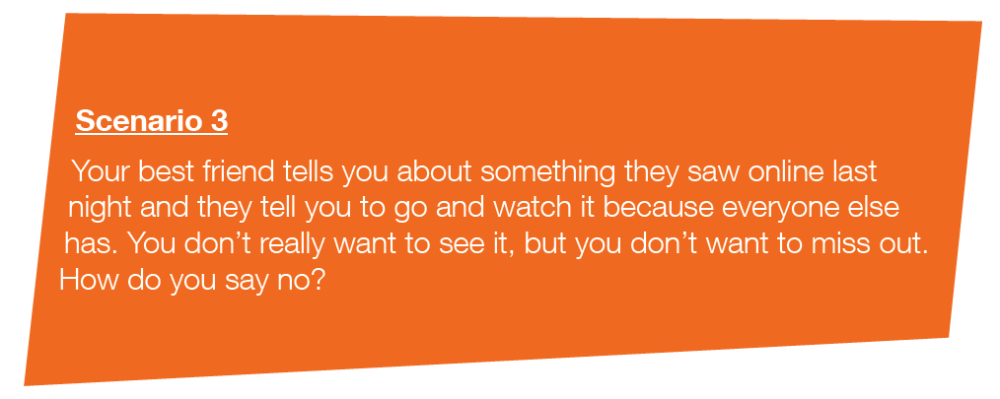 Scenario 3
Your best friend tells you about something they saw online last
night and they tell you to go and watch it because everyone else
has. You don’t really want to see it, but you don’t want to miss out.
How do you say no?